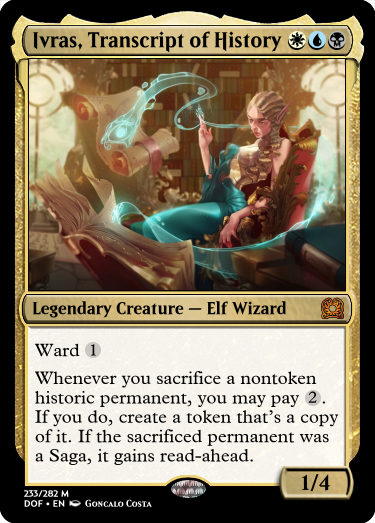 Ivras, Transcript of History
Legendary Creature — Elf Wizard
Ward 1
Whenever you sacrifice a nontoken
historic permanent, you may pay 2.
If you do, create a token that's a copy
of it. If the sacrificed permanent was
a Saga, it gains read-ahead.
1/4
233/282 M
DOF • EN Goncalo Costa